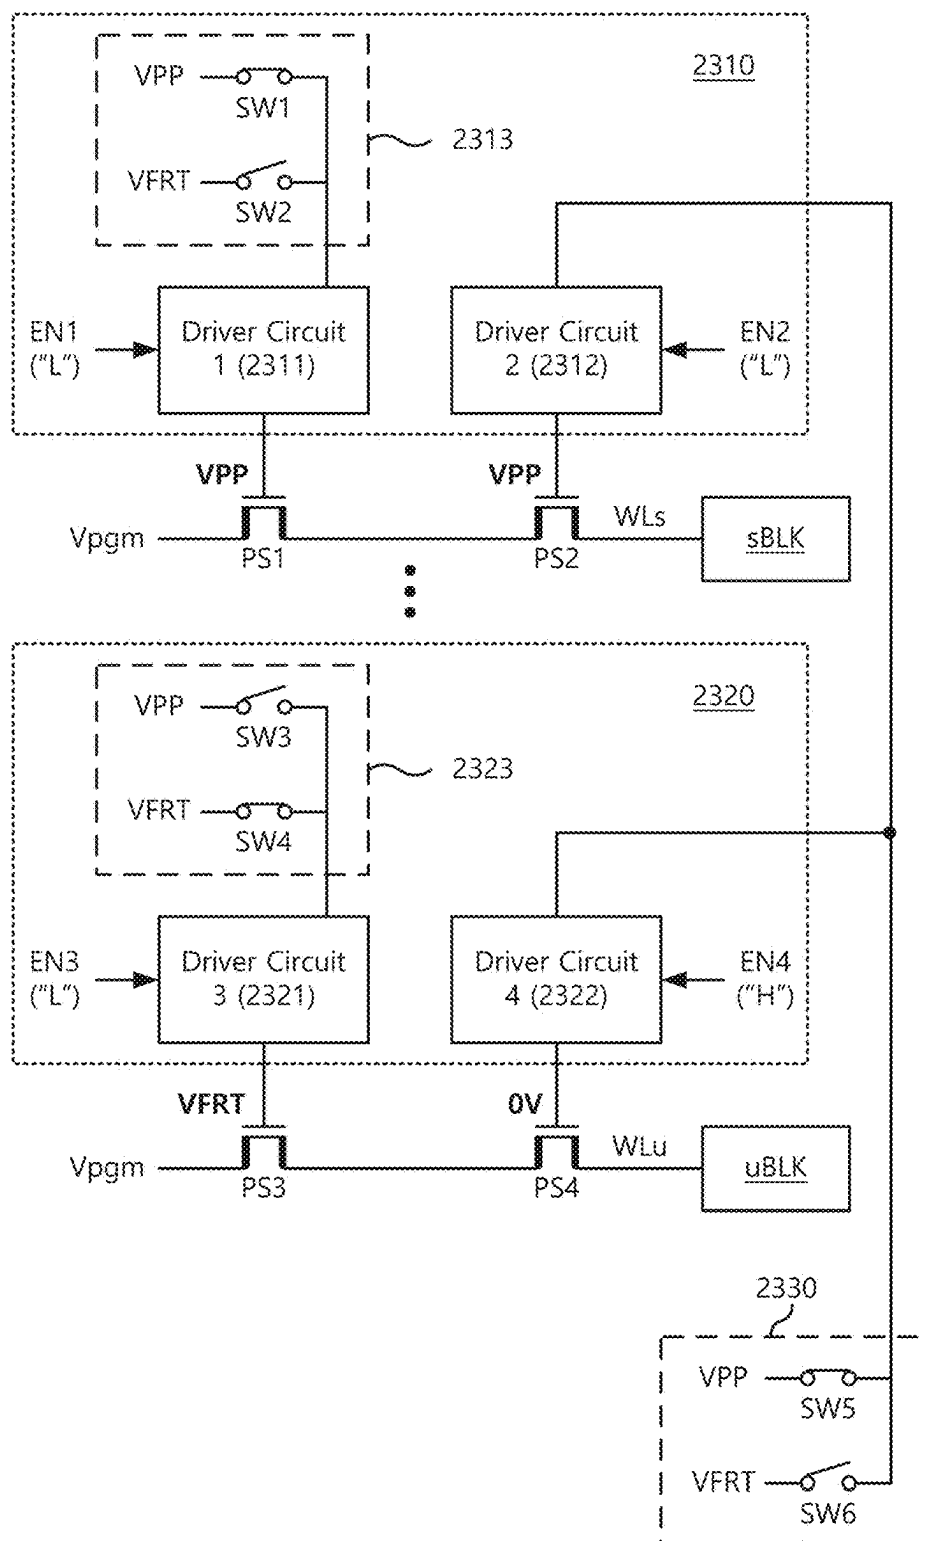 2310
VPP
SW1
2313
VFRT
SW2
EN1
("L")
Driver Circuit
1 (2311)
Driver Circuit
2 (2312)
EN2
("L")
VPP
VPP
Vpgm
PS1
PS2
WLs
sBLK
2320
VPP
SW3
2323
VFRT
SW4
EN3
("L")
Driver Circuit
3 (2321)
Driver Circuit
4 (2322)
EN4
("H")
VFRT
0V
Vpgm
PS3
PS4
WLu
uBLK
2330
VPP
SW5
VFRT
SW6